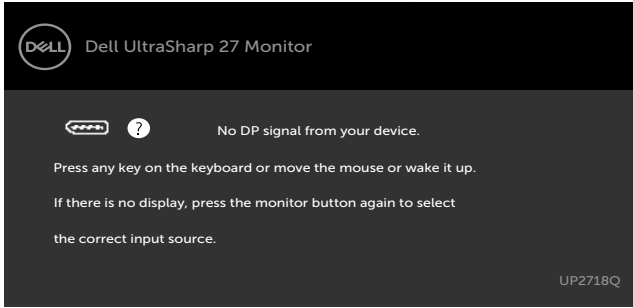 DELL Dell UltraSharp 27 Monitor
? No DP signal from your device.
Press any key on the keyboard or move the mouse or wake it up.
If there is no display, press the monitor button again to select
the correct input source.
UP2718Q